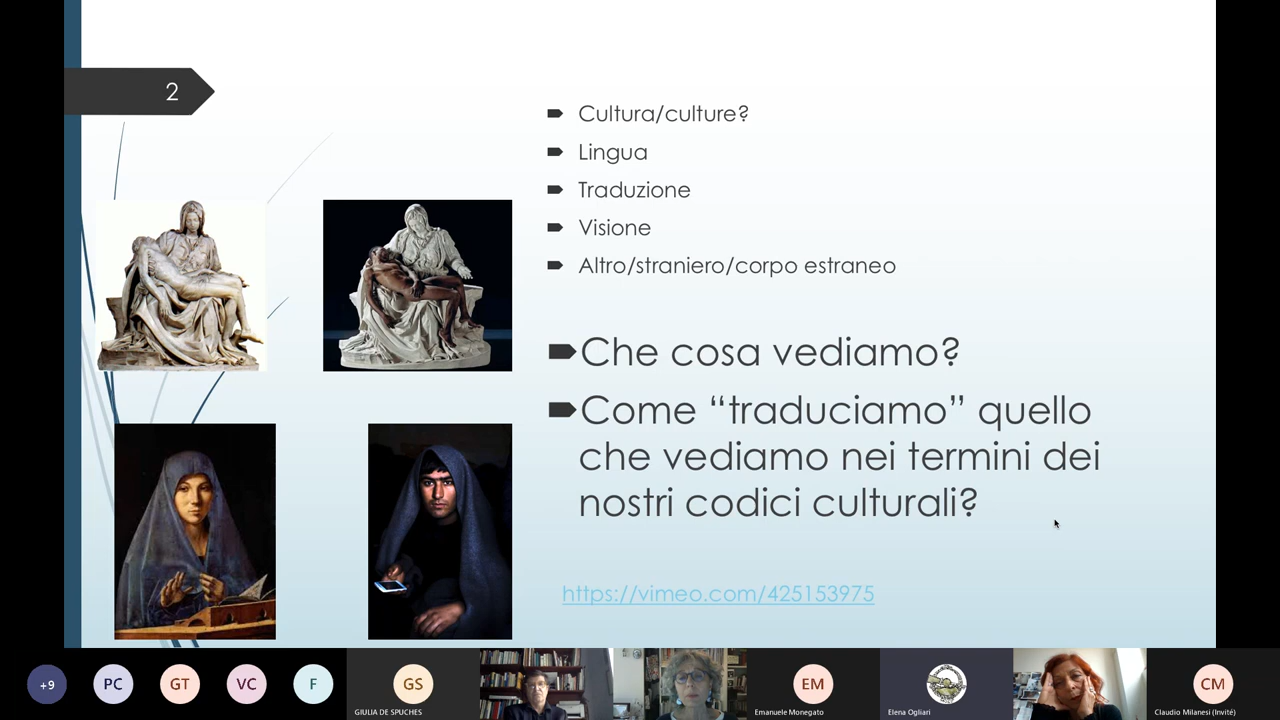 2
Cultura/culture?
Lingua
Traduzione
Visione
Altro/straniero/corpo estraneo
Che cosa vediamo?
Come “traduciamo” quello
che vediamo nei termini dei
nostri codici culturali?
https://vimeo.com/425153975
+9
PC
GT
VC
F
GS
GIULIA DE SPUCHES
EM
Emanuele Monegato
Elena Ogliari
CM
Claudio Milanesi (Invité)